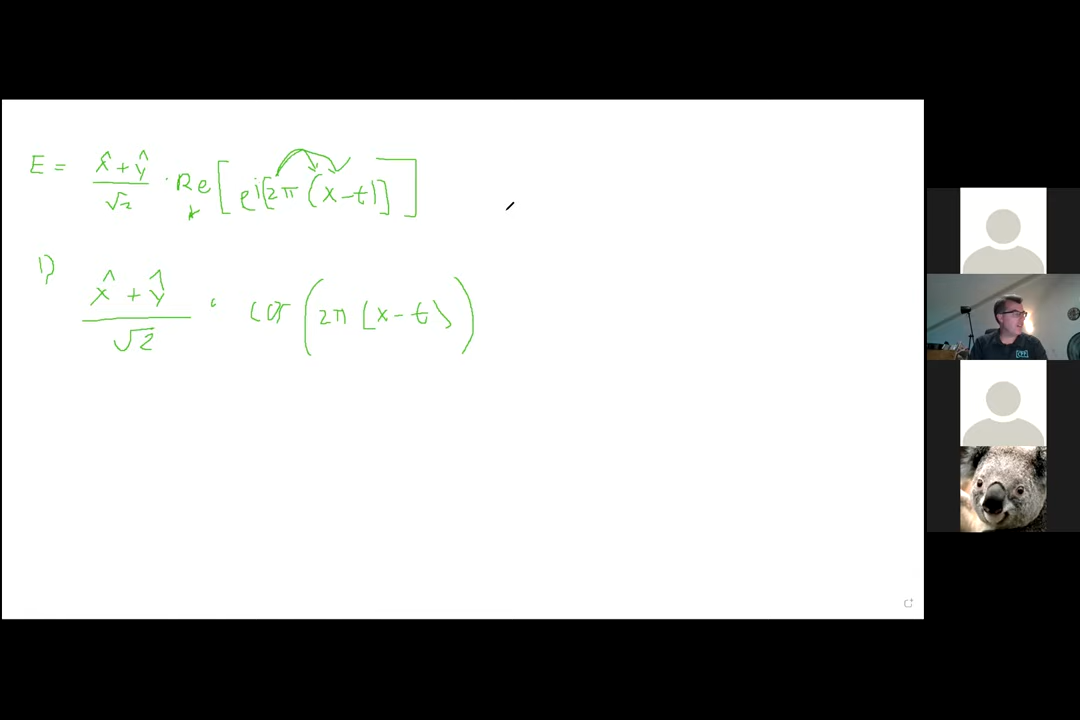 E = x̂ + ŷ / √2 · Re [ e i[2π (x-t)] ]
1) x̂ + ŷ / √2 · cos (2π (x-t))